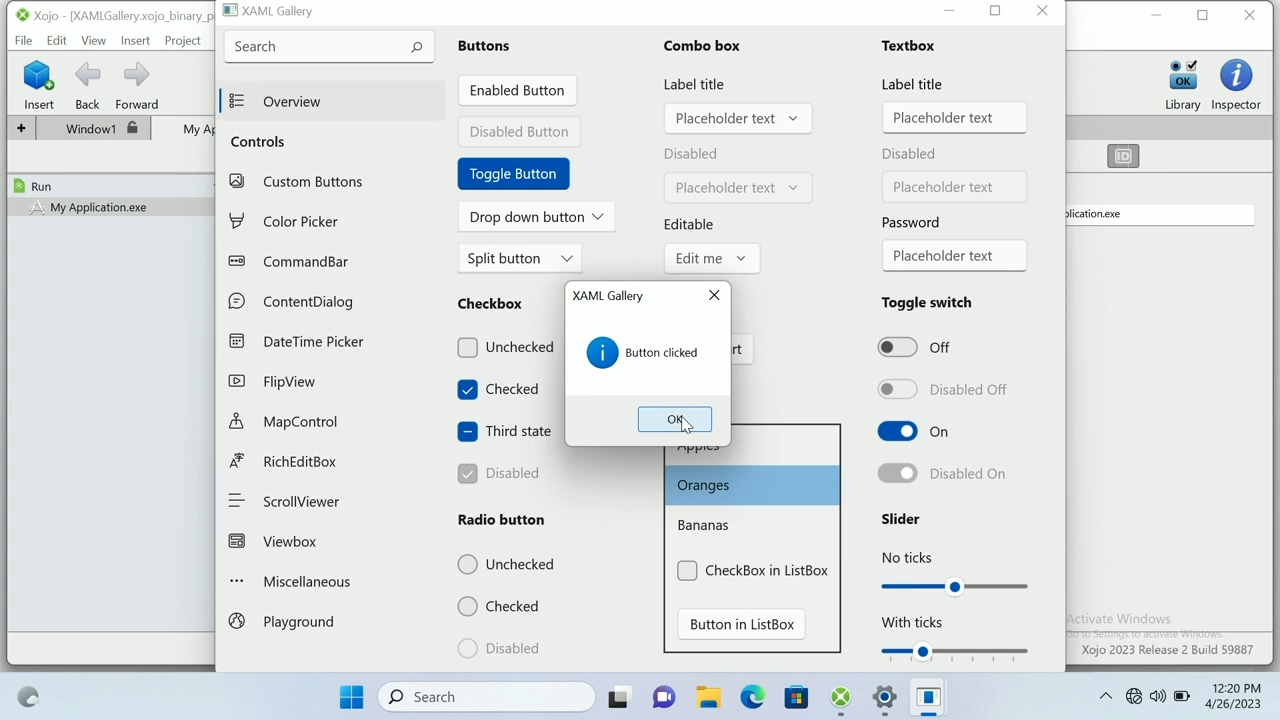 Xojo - [XAMLGallery.xojo_binary_p
File Edit View Insert Project
Insert Back Forward
Window1
My Ap
Run
My Application.exe
XAML Gallery
Search
Overview
Controls
Custom Buttons
Color Picker
CommandBar
ContentDialog
DateTime Picker
FlipView
MapControl
RichEditBox
ScrollViewer
Viewbox
Miscellaneous
Playground
Buttons
Enabled Button
Disabled Button
Toggle Button
Drop down button
Split button
Checkbox
Unchecked
Checked
Third state
Disabled
Radio button
Unchecked
Checked
Disabled
Combo box
Label title
Placeholder text
Disabled
Placeholder text
Editable
Edit me
XAML Gallery
Button clicked
OK
Apples
Oranges
Bananas
CheckBox in ListBox
Button in ListBox
Textbox
Label title
Placeholder text
Disabled
Placeholder text
Password
Placeholder text
Toggle switch
Off
Disabled Off
On
Disabled On
Slider
No ticks
With ticks
OK
Library Inspector
ID
plication.exe
Activate Windows
Go to Settings to activate Windows.
Xojo 2023 Release 2 Build 59887
Search
12:20 PM
4/26/2023